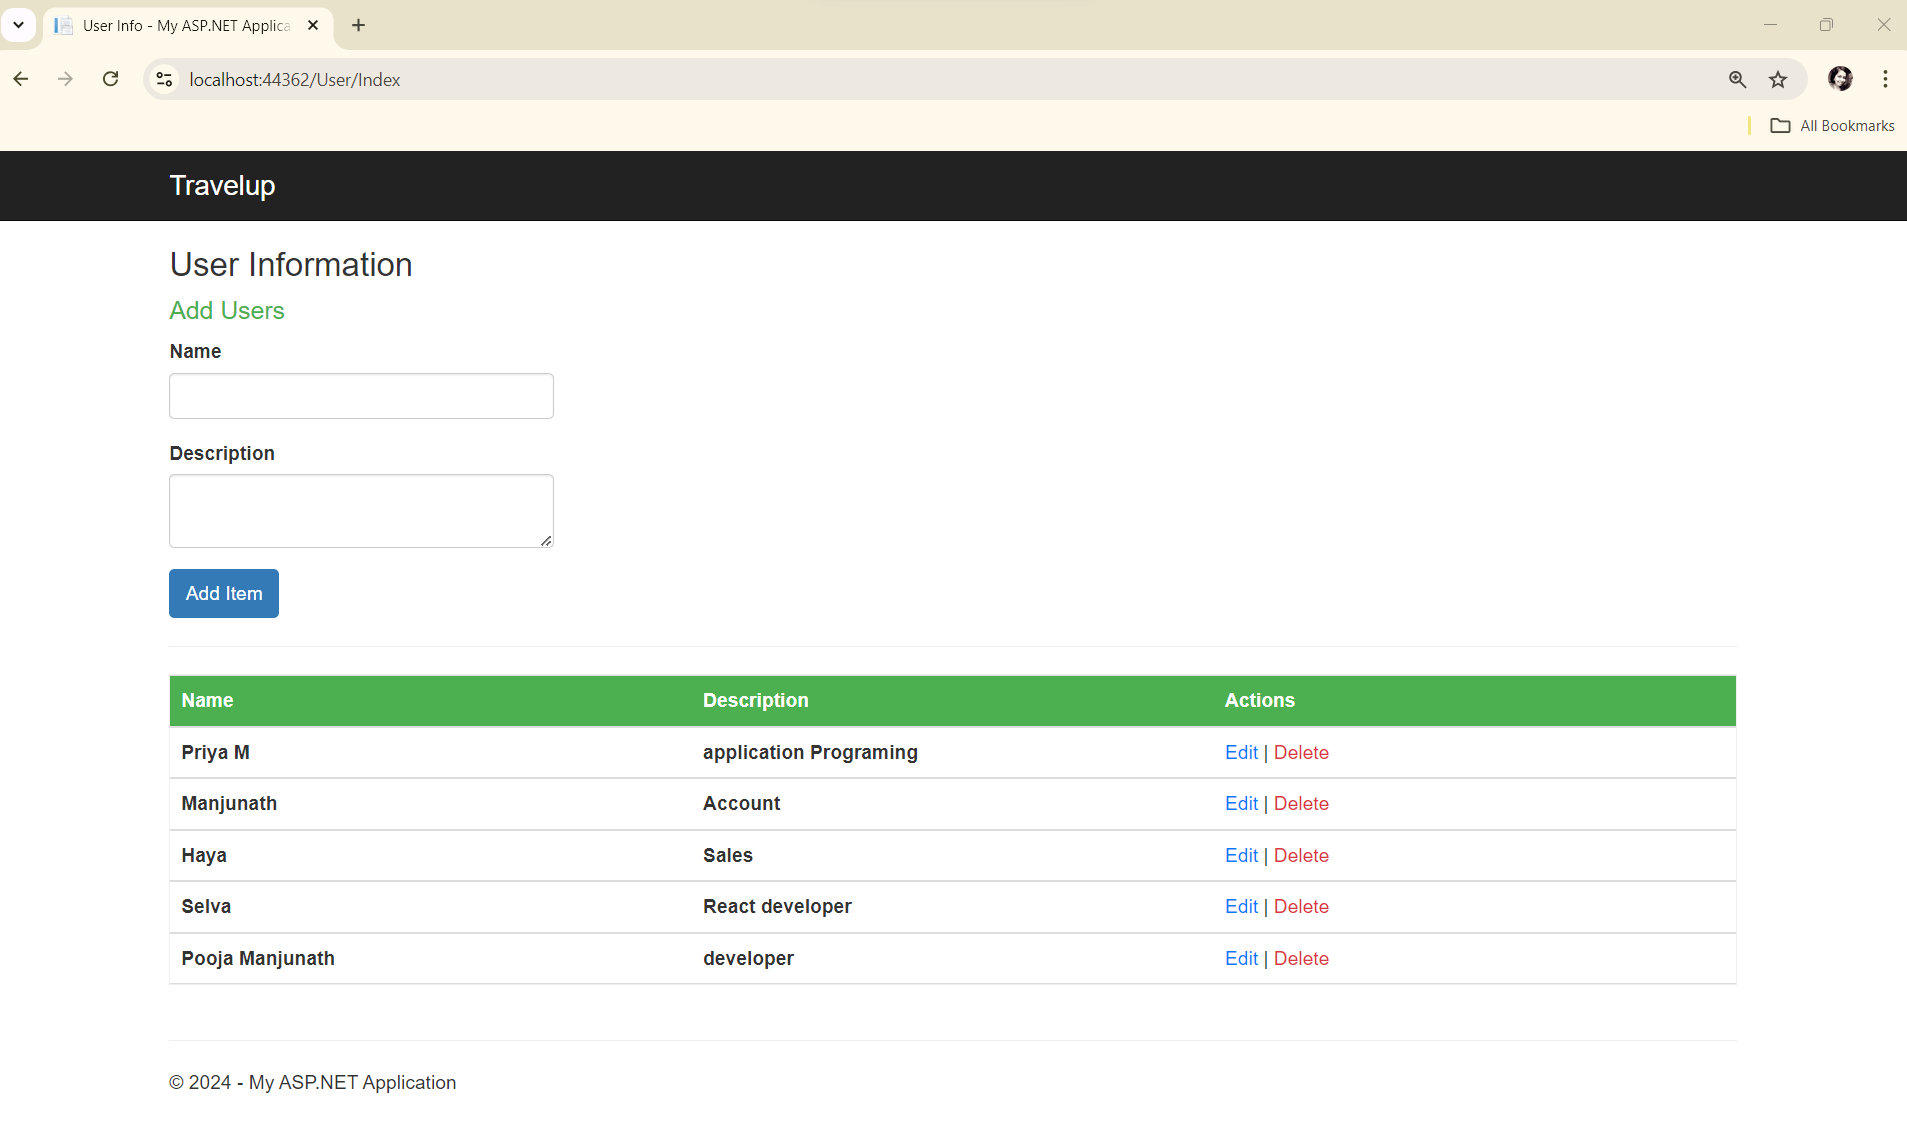 User Info - My ASP.NET Applica
localhost:44362/User/Index
All Bookmarks
Travelup
User Information
Add Users
Name
Description
Add Item
Name Description Actions
Priya M application Programing Edit | Delete
Manjunath Account Edit | Delete
Haya Sales Edit | Delete
Selva React developer Edit | Delete
Pooja Manjunath developer Edit | Delete
© 2024 - My ASP.NET Application